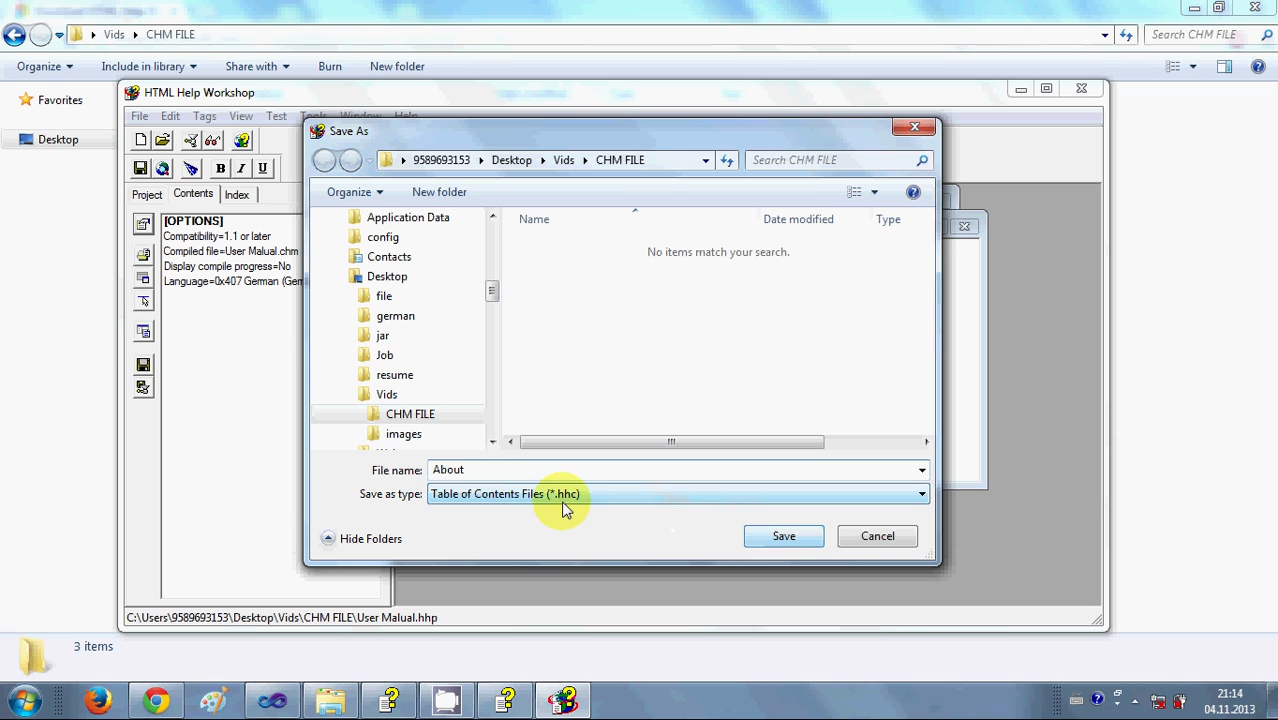 Vids CHM FILE Search CHM FILE
Organize Include in library Share with Burn New folder
Favorites
Desktop
HTML Help Workshop
File Edit Tags View Test Tools Window Help
B I U
Project Contents Index
[OPTIONS]
Compatibility=1.1 or later
Compiled file=User Malual.chm
Display compile progress=No
Language=0x407 German (Ger
Save As
9589693153 Desktop Vids CHM FILE Search CHM FILE
Organize New folder
Application Data
config
Contacts
Desktop
file
german
jar
Job
resume
Vids
CHM FILE
images
Name Date modified Type
No items match your search.
File name: About
Save as type: Table of Contents Files (*.hhc)
Hide Folders Save Cancel
C:\Users\9589693153\Desktop\Vids\CHM FILE\User Malual.hhp
3 items
21:14
04.11.2013